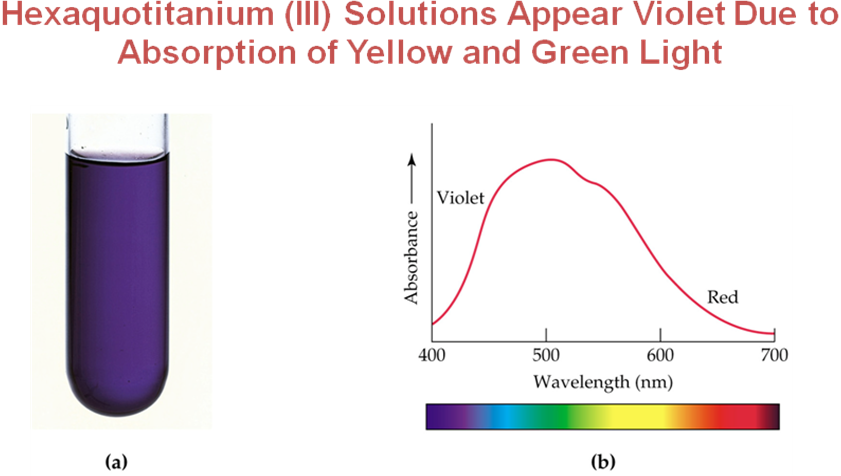 Hexaquotitanium (III) Solutions Appear Violet Due to
Absorption of Yellow and Green Light
Violet
Absorbance
Red
400 500 600 700
Wavelength (nm)
(a) (b)